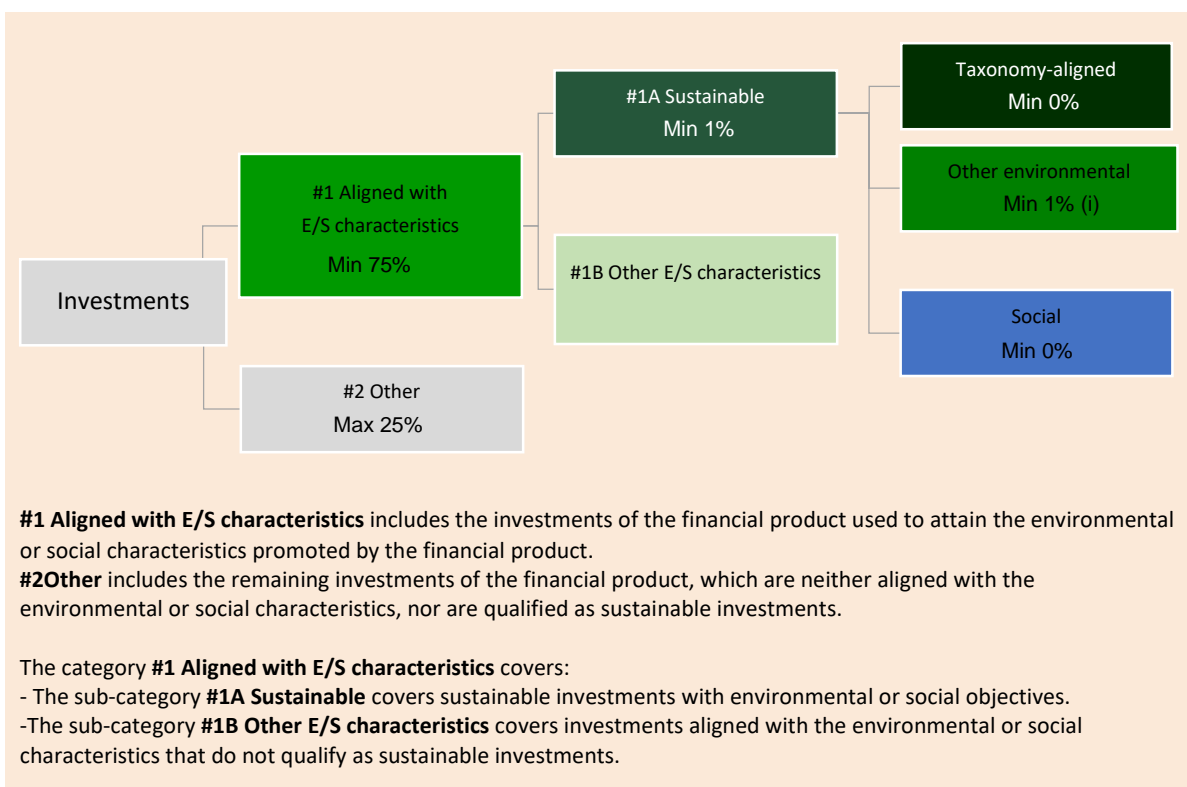 Investments
#1 Aligned with
E/S characteristics
Min 75%
#2 Other
Max 25%
#1A Sustainable
Min 1%
#1B Other E/S characteristics
Taxonomy-aligned
Min 0%
Other environmental
Min 1% (i)
Social
Min 0%
#1 Aligned with E/S characteristics includes the investments of the financial product used to attain the environmental
or social characteristics promoted by the financial product.
#2Other includes the remaining investments of the financial product, which are neither aligned with the
environmental or social characteristics, nor are qualified as sustainable investments.
The category #1 Aligned with E/S characteristics covers:
- The sub-category #1A Sustainable covers sustainable investments with environmental or social objectives.
-The sub-category #1B Other E/S characteristics covers investments aligned with the environmental or social
characteristics that do not qualify as sustainable investments.